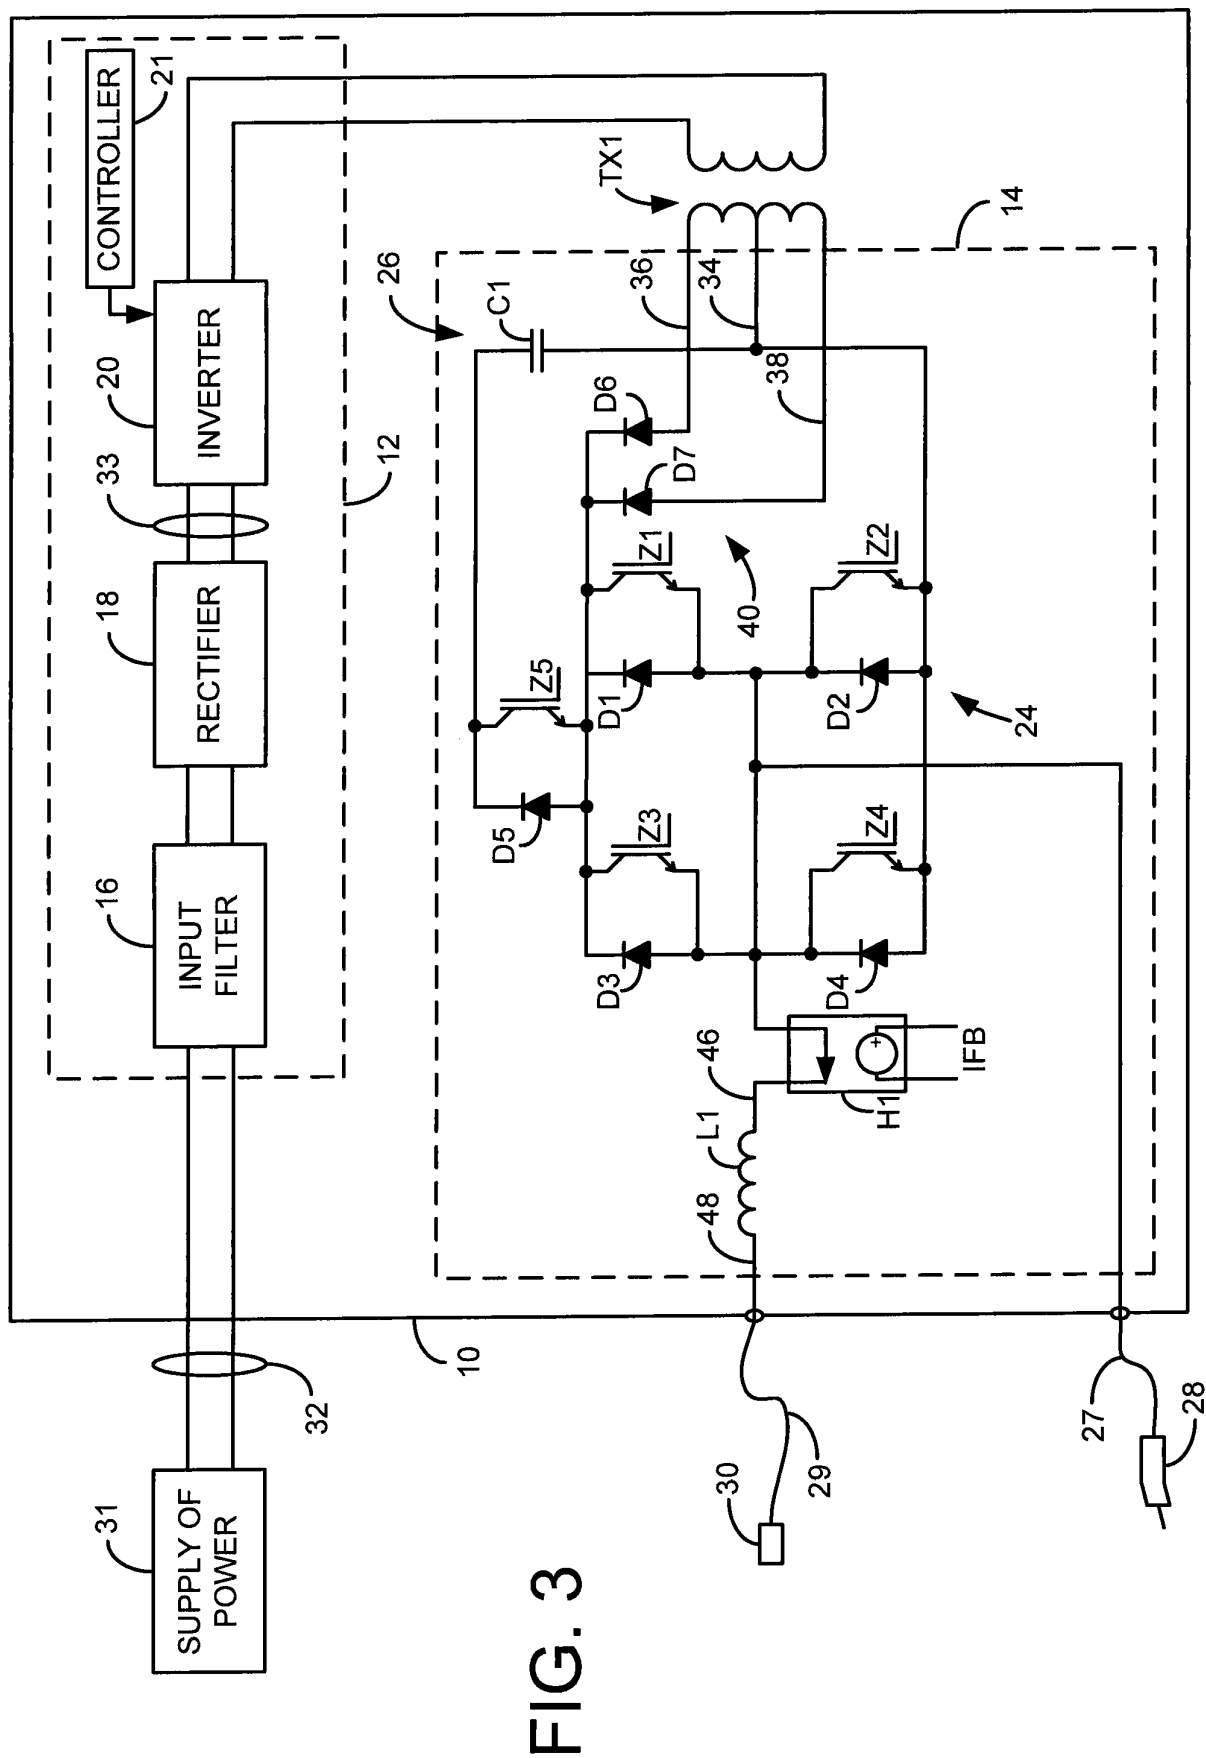 31
SUPPLY OF
POWER
32
16
INPUT
FILTER
18
RECTIFIER
33
20
INVERTER
CONTROLLER
21
12
10
26
C1
TX1
36
34
38
14
D6
D7
Z5
D5
Z1
D1
Z3
D3
40
Z2
D2
Z4
D4
24
46
L1
48
H1
IFB
+
30
29
27
28
FIG. 3